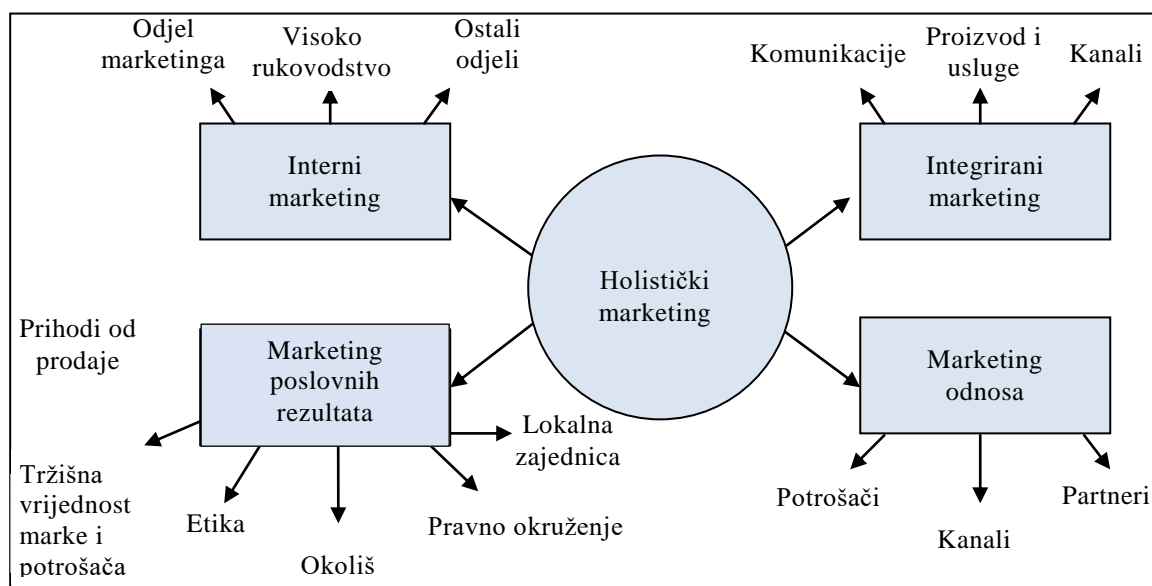 Odjel
marketinga
Visoko
rukovodstvo
Ostali
odjeli
Komunikacije
Proizvod i
usluge
Kanali
Interni
marketing
Integrirani
marketing
Holistički
marketing
Prihodi od
prodaje
Marketing
poslovnih
rezultata
Marketing
odnosa
Lokalna
zajednica
Tržišna
vrijednost
marke i
potrošača
Etika
Okoliš
Pravno okruženje
Potrošači
Kanali
Partneri